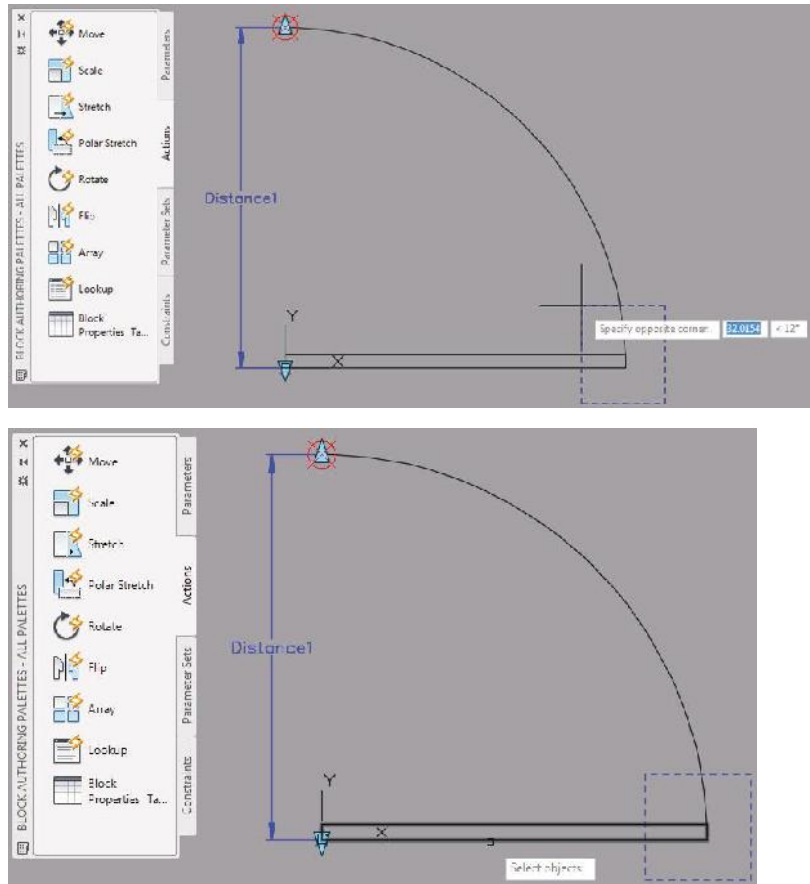 Move
Scale
Stretch
Polar Stretch
Rotate
Flip
Array
Lookup
Block
Properties Ta...
Parameters
Actions
Parameter Sets
Constraints
BLOCK AUTHORING PALETTES - ALL PALETTES
Distance1
Y
X
Specify opposite corner:
32.0154
< 12°
Move
Scale
Stretch
Polar Stretch
Rotate
Flip
Array
Lookup
Block
Properties Ta...
Parameters
Actions
Parameter Sets
Constraints
BLOCK AUTHORING PALETTES - ALL PALETTES
Distance1
Y
X
Select objects: